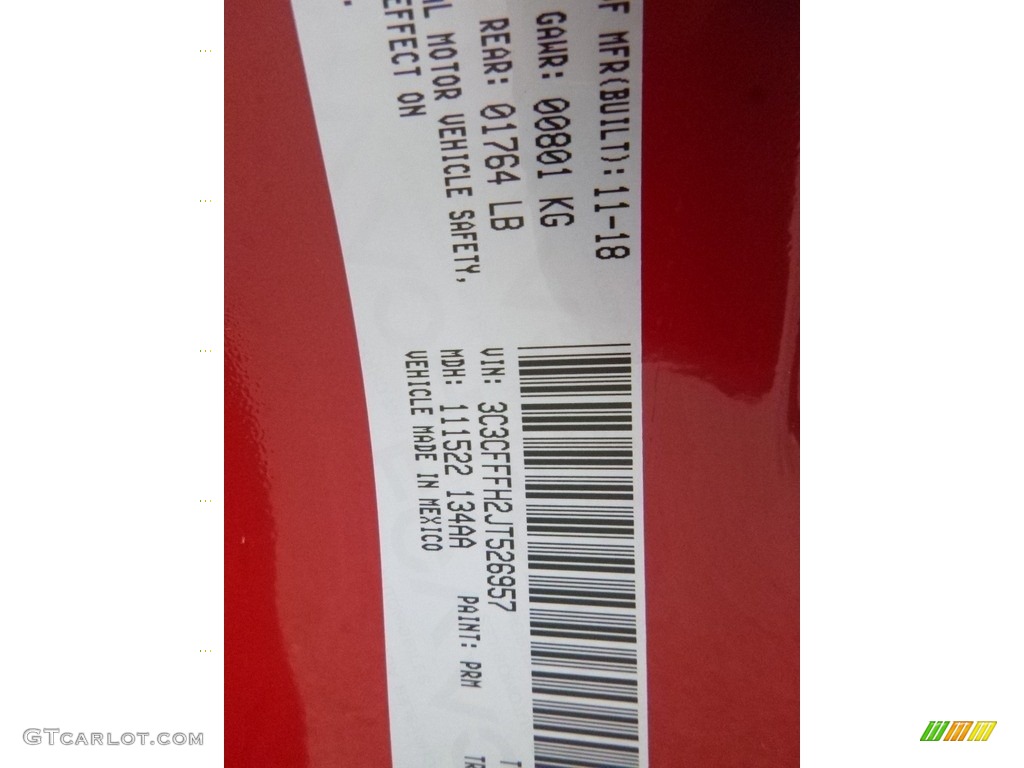 OF MFR(BUILT): 11-18
GAWR: 00801 KG
REAR: 01764 LB
MOTOR VEHICLE SAFETY,
EFFECT ON
VIN: 3C3CFFFH2JT526957
MDH: 111522 134AA
PAINT: PRM
VEHICLE MADE IN MEXICO
GTCARLOT.COM